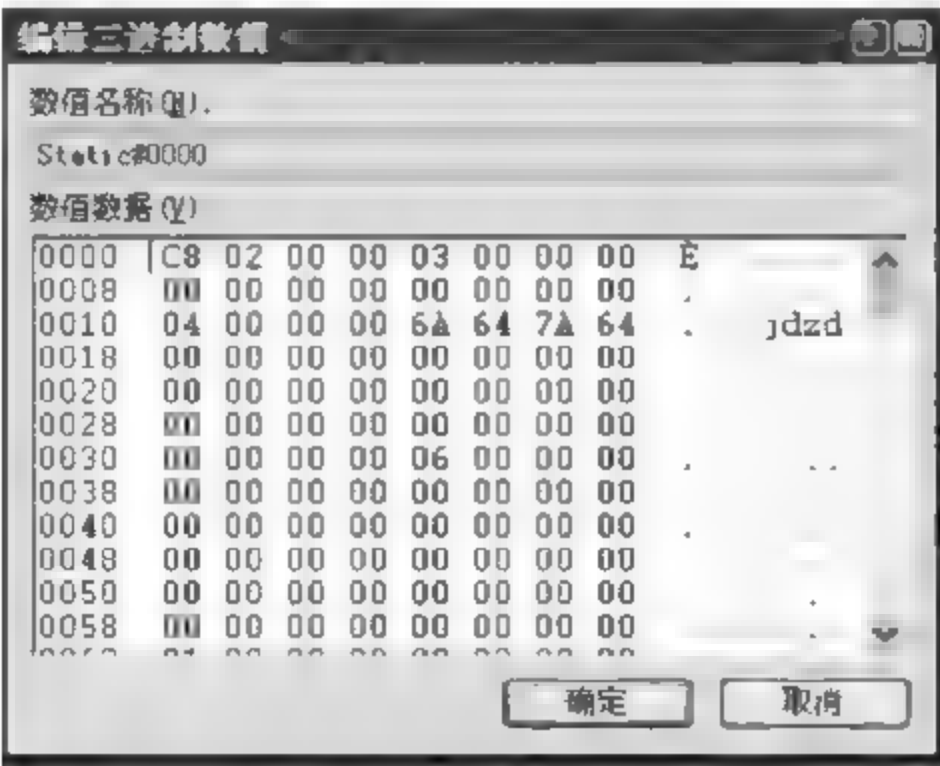 编辑二进制数值
数值名称(N):
Static#0000
数值数据(V)
0000 C8 02 00 00 03 00 00 00 È
0008 00 00 00 00 00 00 00 00 .
0010 04 00 00 00 6A 64 7A 64 . jdzd
0018 00 00 00 00 00 00 00 00
0020 00 00 00 00 00 00 00 00
0028 00 00 00 00 00 00 00 00
0030 00 00 00 00 06 00 00 00 . ..
0038 00 00 00 00 00 00 00 00
0040 00 00 00 00 00 00 00 00 .
0048 00 00 00 00 00 00 00 00
0050 00 00 00 00 00 00 00 00 .
0058 00 00 00 00 00 00 00 00 .
确定 取消